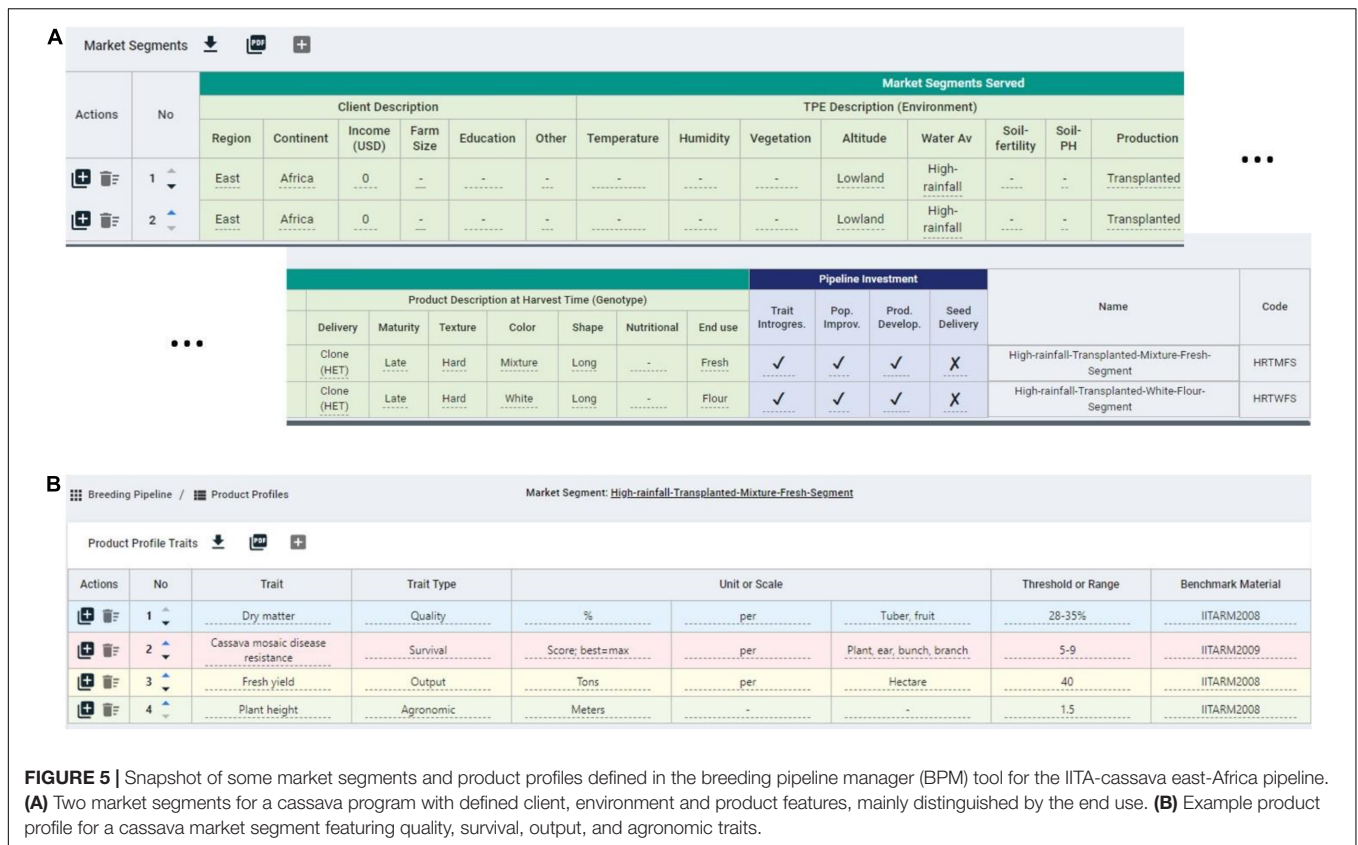 A
Market Segments
PDF
Actions No
Market Segments Served
Client Description TPE Description (Environment)
Region Continent Income (USD) Farm Size Education Other Temperature Humidity Vegetation Altitude Water Av Soil-fertility Soil-PH Production
1 East Africa 0 - - - - - - Lowland High-rainfall - - Transplanted
2 East Africa 0 - - - - - - Lowland High-rainfall - - Transplanted
...
...
Pipeline Investment
Product Description at Harvest Time (Genotype) Name Code
Delivery Maturity Texture Color Shape Nutritional End use Trait Introgres. Pop. Improv. Prod. Develop. Seed Delivery
Clone (HET) Late Hard Mixture Long - Fresh ✓ ✓ ✓ ✗ High-rainfall-Transplanted-Mixture-Fresh-Segment HRTMFS
Clone (HET) Late Hard White Long - Flour ✓ ✓ ✓ ✗ High-rainfall-Transplanted-White-Flour-Segment HRTWFS
B
Breeding Pipeline / Product Profiles Market Segment: High-rainfall-Transplanted-Mixture-Fresh-Segment
Product Profile Traits
PDF
Actions No Trait Trait Type Unit or Scale Threshold or Range Benchmark Material
1 Dry matter Quality % per Tuber, fruit 28-35% IITARM2008
2 Cassava mosaic disease resistance Survival Score; best=max per Plant, ear, bunch, branch 5-9 IITARM2009
3 Fresh yield Output Tons per Hectare 40 IITARM2008
4 Plant height Agronomic Meters - - 1.5 IITARM2008
FIGURE 5 | Snapshot of some market segments and product profiles defined in the breeding pipeline manager (BPM) tool for the IITA-cassava east-Africa pipeline.
(A) Two market segments for a cassava program with defined client, environment and product features, mainly distinguished by the end use. (B) Example product
profile for a cassava market segment featuring quality, survival, output, and agronomic traits.